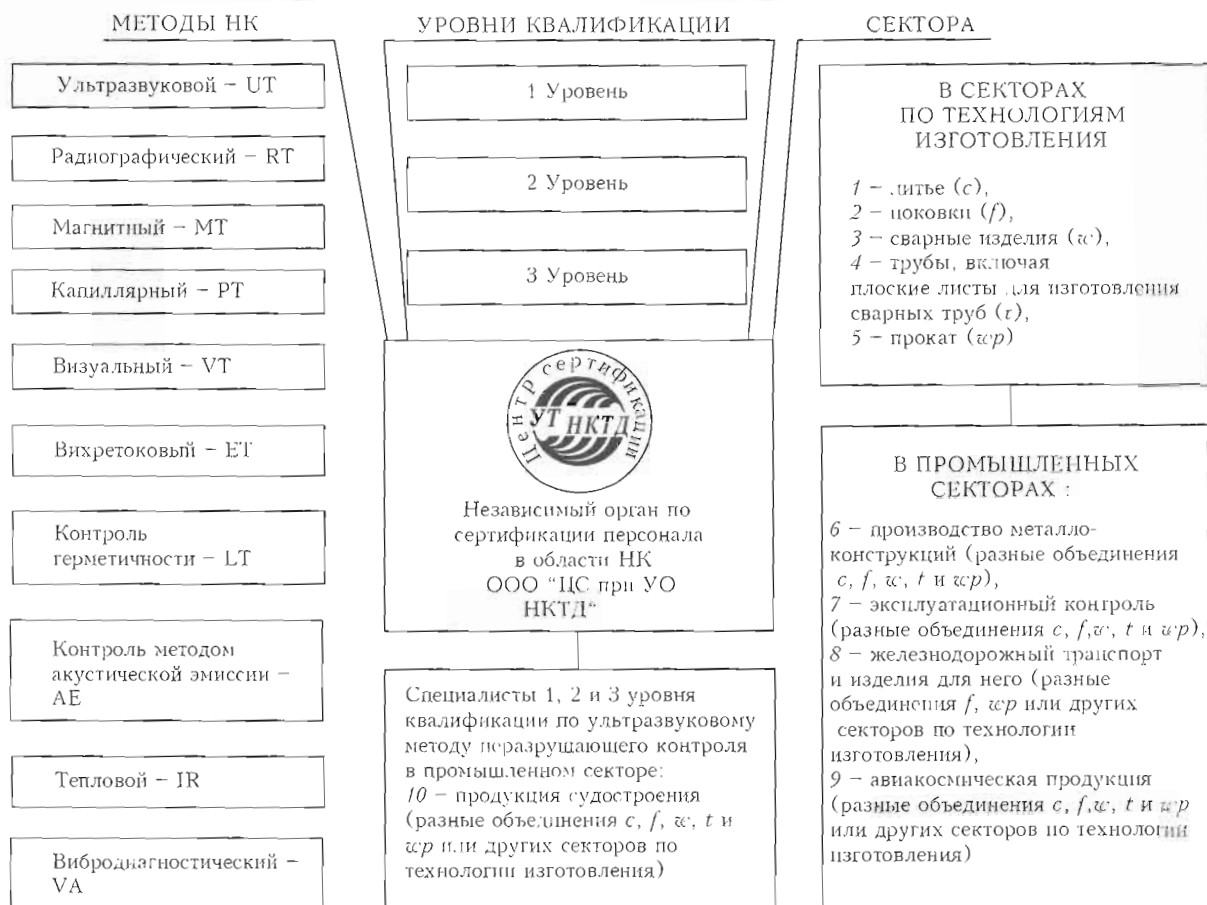 МЕТОДЫ НК
Ультразвуковой – UT
Радиографический – RT
Магнитный – MT
Капиллярный – PT
Визуальный – VT
Вихретоковый – ET
Контроль
герметичности – LT
Контроль методом
акустической эмиссии –
AE
Тепловой – IR
Вибродиагностический –
VA
УРОВНИ КВАЛИФИКАЦИИ
1 Уровень
2 Уровень
3 Уровень
Центр сертификации
УТ НКТД
Независимый орган по
сертификации персонала
в области НК
ООО “ЦС при УО
НКТД“
Специалисты 1, 2 и 3 уровня
квалификации по ультразвуковому
методу неразрушающего контроля
в промышленном секторе:
10 – продукция судостроения
(разные объединения c, f, w, t и
wp или других секторов по
технологии изготовления)
СЕКТОРА
В СЕКТОРАХ
ПО ТЕХНОЛОГИЯМ
ИЗГОТОВЛЕНИЯ
1 – литье (c),
2 – поковки (f),
3 – сварные изделия (w),
4 – трубы, включая
плоские листы для изготовления
сварных труб (t),
5 – прокат (wp)
В ПРОМЫШЛЕННЫХ
СЕКТОРАХ :
6 – производство металло-
конструкций (разные объединения
c, f, w, t и wp),
7 – эксплуатационный контроль
(разные объединения c, f,w, t и wp),
8 – железнодорожный транспорт
и изделия для него (разные
объединения f, wp или других
секторов по технологии
изготовления),
9 – авиакосмическая продукция
(разные объединения c, f,w, t и wp
или других секторов по технологии
изготовления)